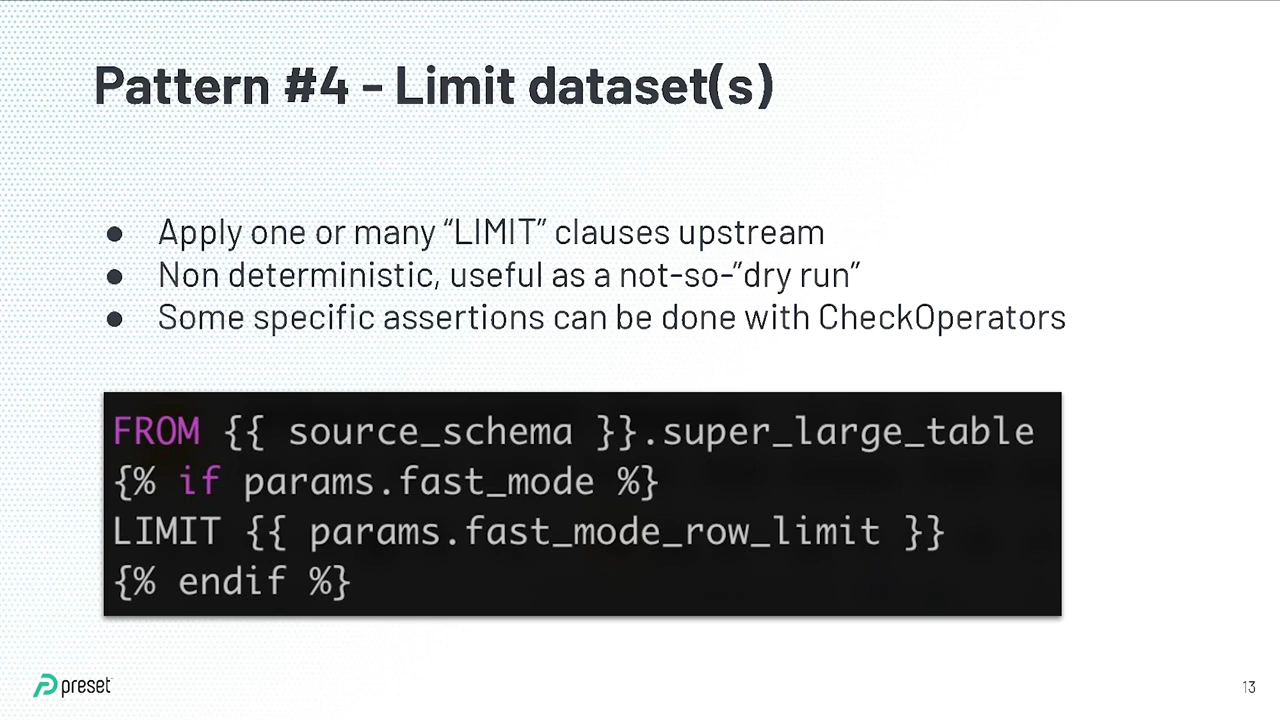 Pattern #4 - Limit dataset(s)
● Apply one or many “LIMIT” clauses upstream
● Non deterministic, useful as a not-so-”dry run”
● Some specific assertions can be done with CheckOperators
FROM {{ source_schema }}.super_large_table
{% if params.fast_mode %}
LIMIT {{ params.fast_mode_row_limit }}
{% endif %}
preset
13